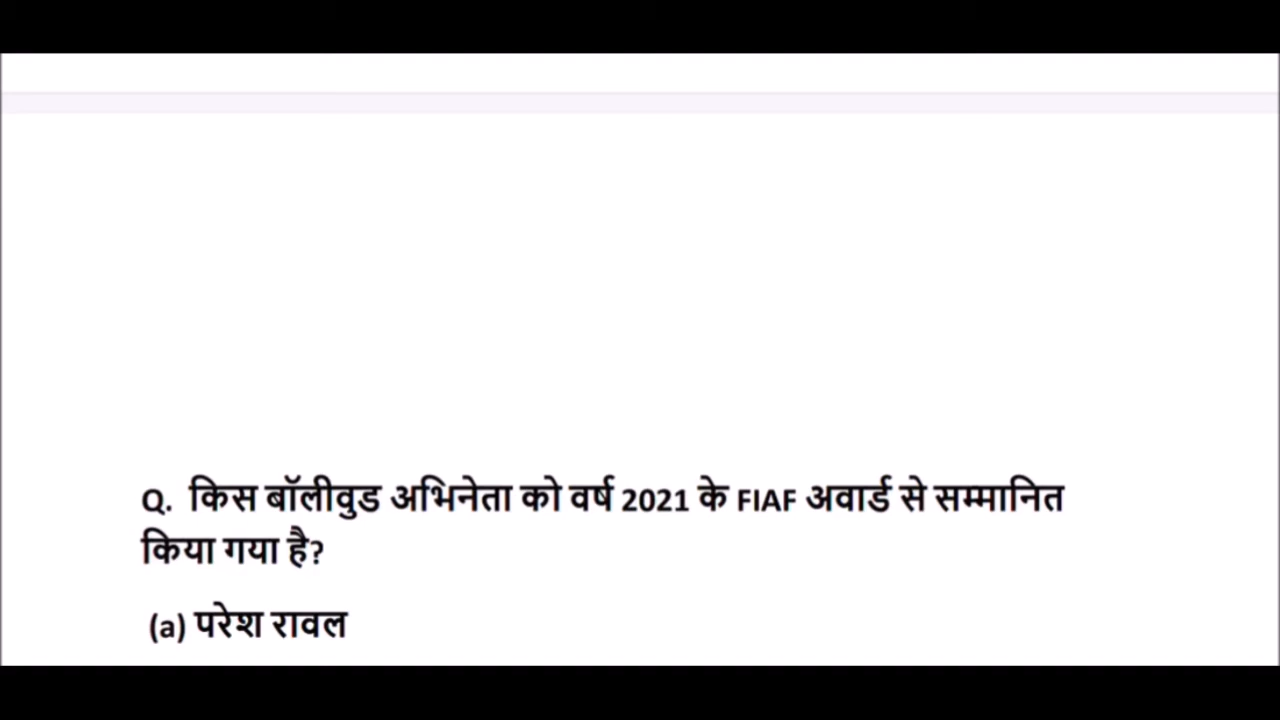 Q. किस बॉलीवुड अभिनेता को वर्ष 2021 के FIAF अवार्ड से सम्मानित
किया गया है?
(a) परेश रावल